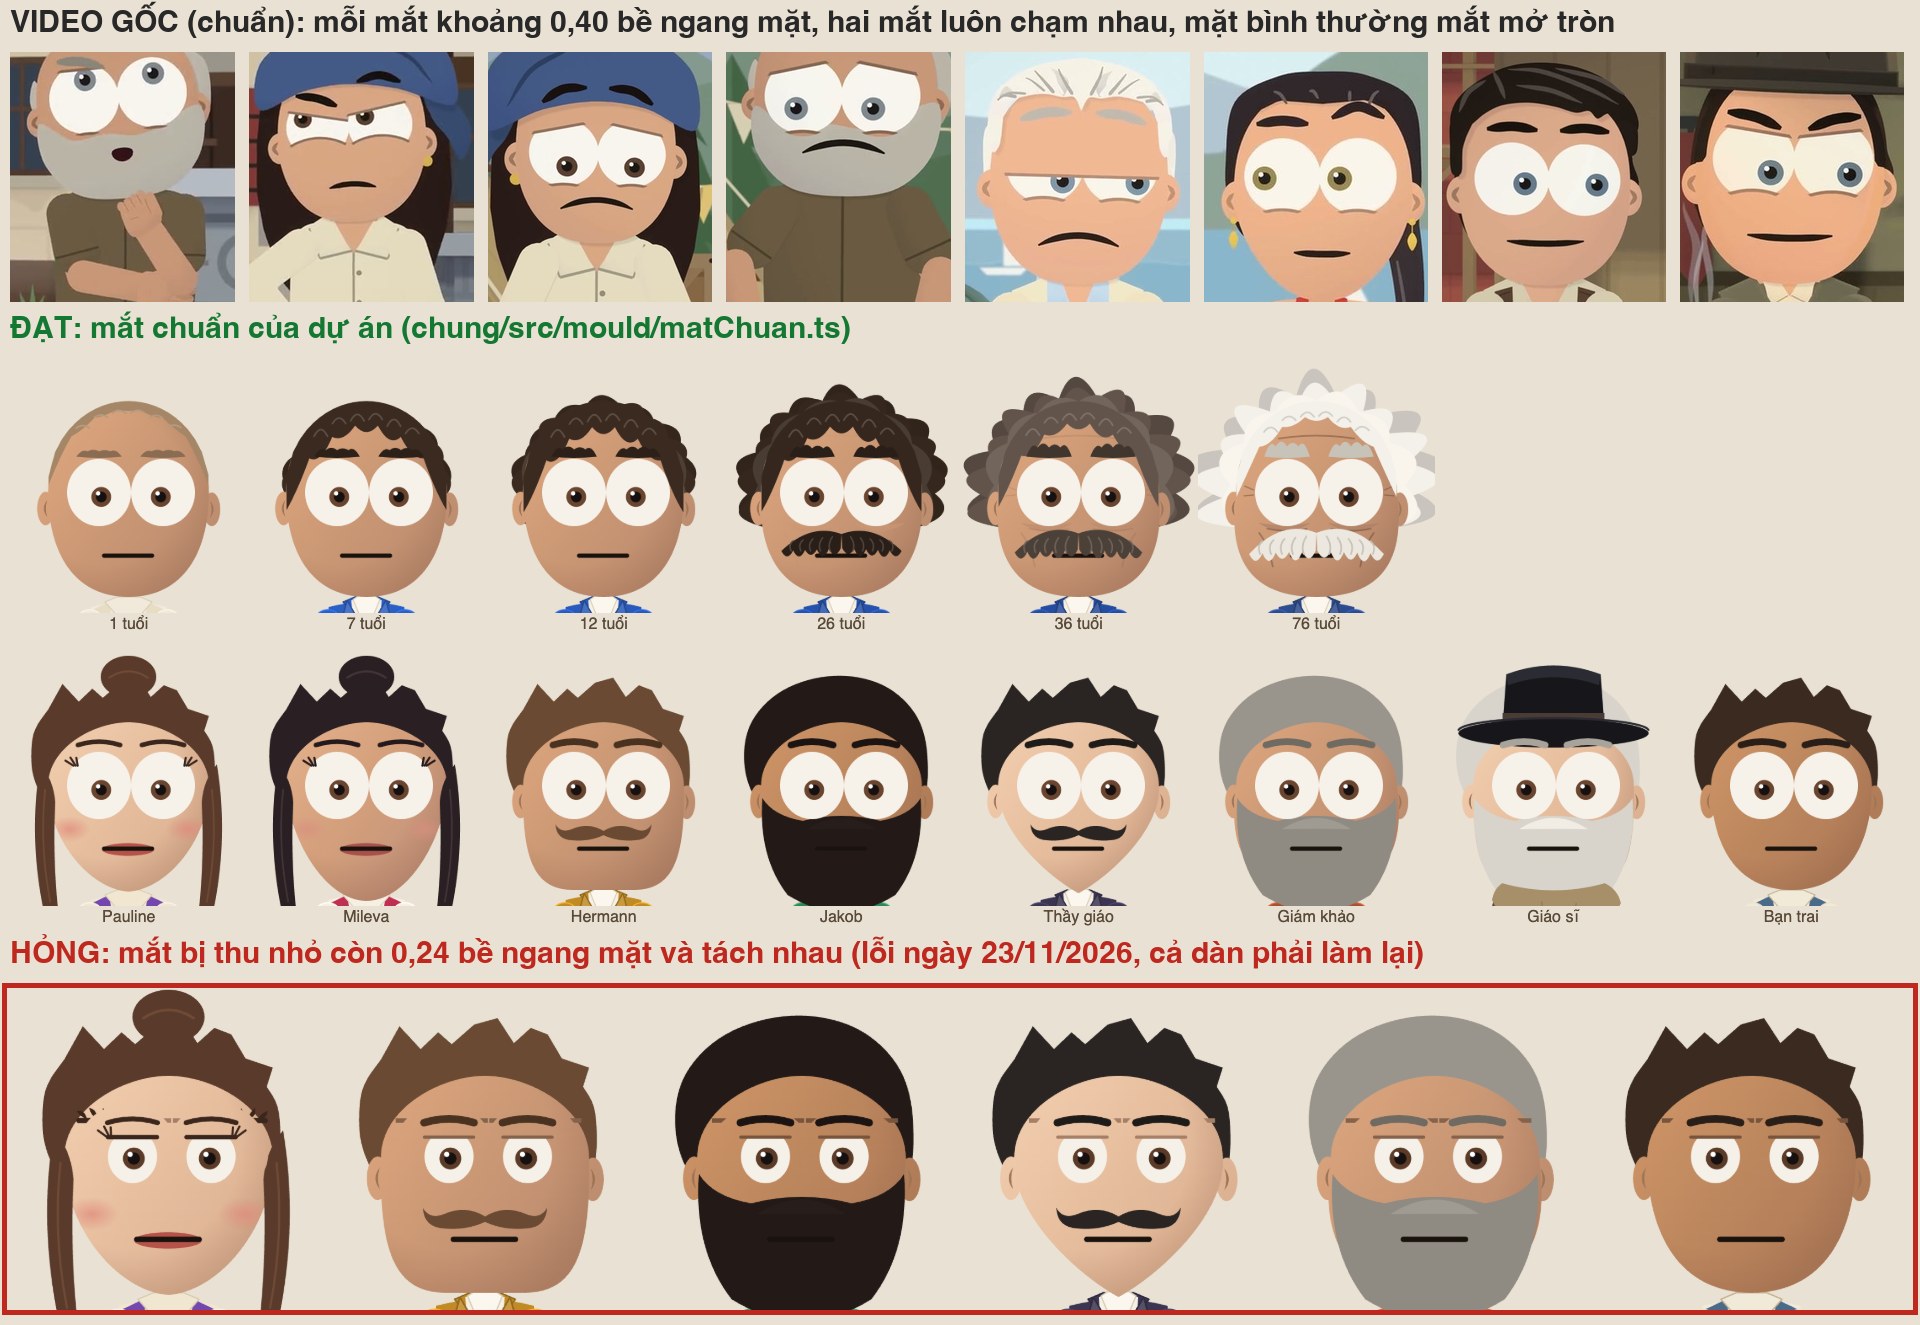 VIDEO GỐC (chuẩn): mỗi mắt khoảng 0,40 bề ngang mặt, hai mắt luôn chạm nhau, mặt bình thường mắt mở tròn
ĐẠT: mắt chuẩn của dự án (chung/src/mould/matChuan.ts)
1 tuổi
7 tuổi
12 tuổi
26 tuổi
36 tuổi
76 tuổi
Pauline
Mileva
Hermann
Jakob
Thầy giáo
Giám khảo
Giáo sĩ
Bạn trai
HỎNG: mắt bị thu nhỏ còn 0,24 bề ngang mặt và tách nhau (lỗi ngày 23/11/2026, cả dàn phải làm lại)